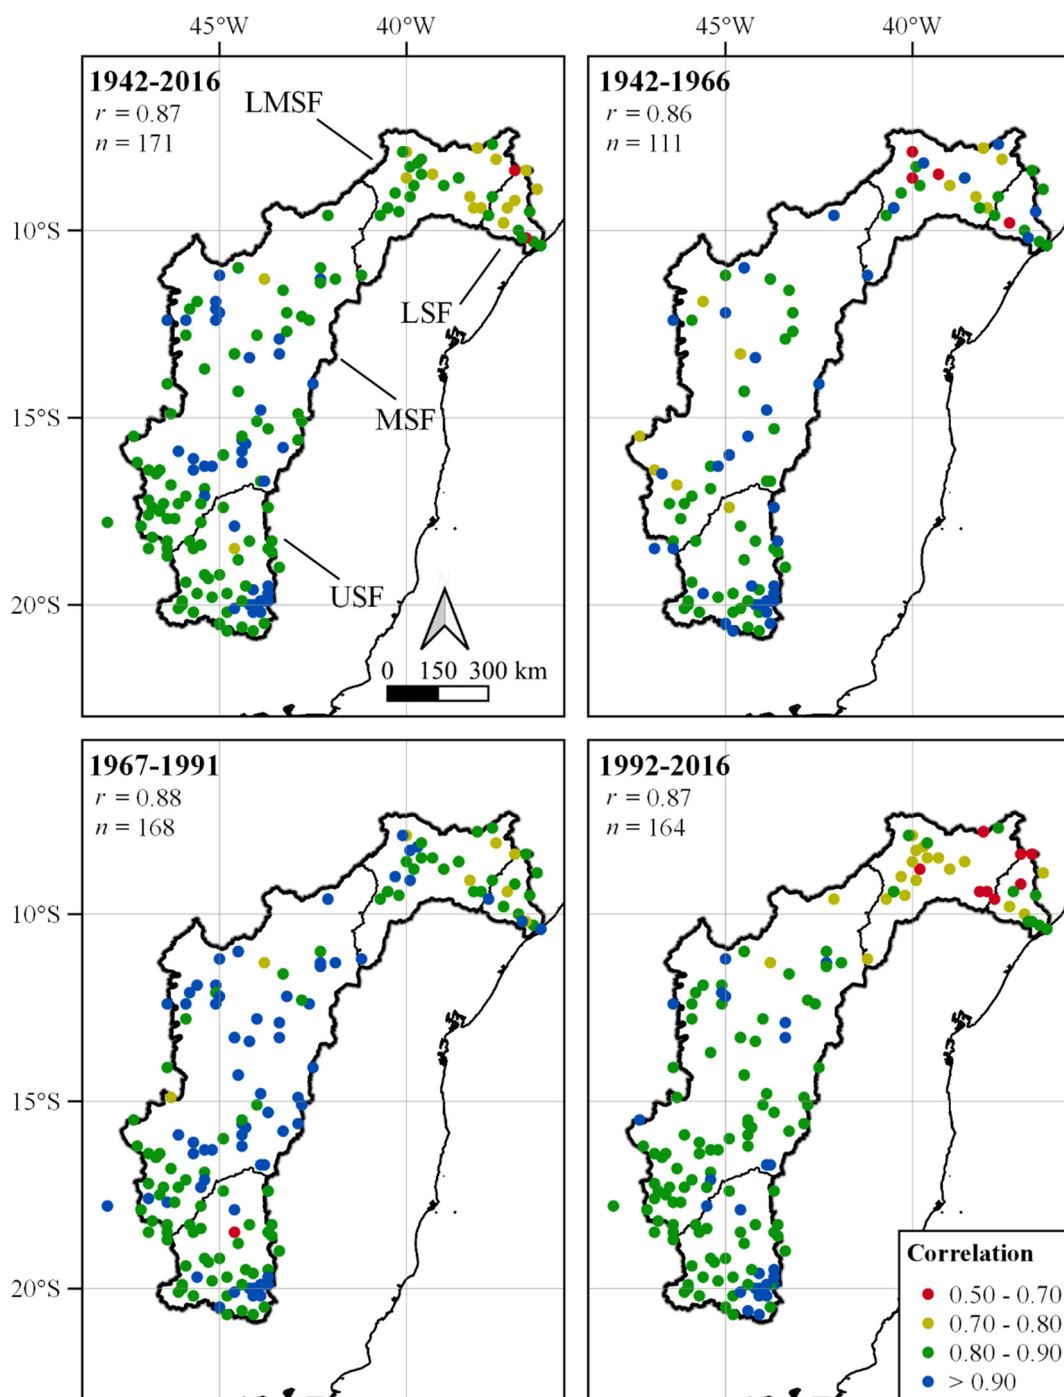 45°W 40°W 45°W 40°W
1942-2016
r = 0.87
n = 171
LMSF
1942-1966
r = 0.86
n = 111
10°S
LSF
MSF
15°S
USF
N
20°S
0 150 300 km
1967-1991
r = 0.88
n = 168
1992-2016
r = 0.87
n = 164
10°S
15°S
20°S
Correlation
0.50 - 0.70
0.70 - 0.80
0.80 - 0.90
> 0.90